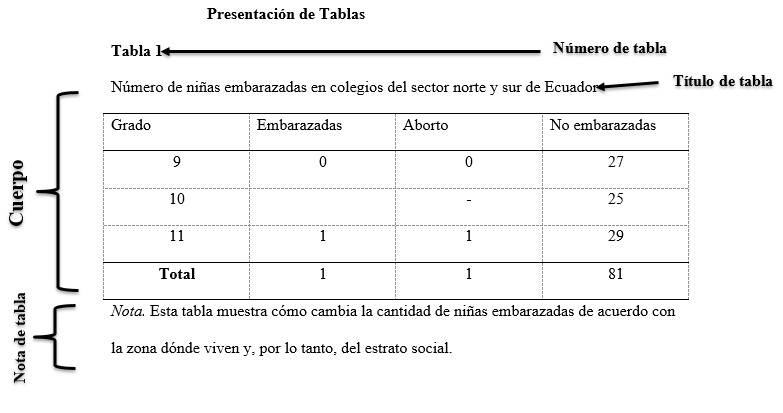 Presentación de Tablas
Tabla 1
Número de tabla
Número de niñas embarazadas en colegios del sector norte y sur de Ecuador
Título de tabla
Cuerpo
Grado Embarazadas Aborto No embarazadas
9 0 0 27
10 - 25
11 1 1 29
Total 1 1 81
Nota de tabla
Nota. Esta tabla muestra cómo cambia la cantidad de niñas embarazadas de acuerdo con
la zona dónde viven y, por lo tanto, del estrato social.